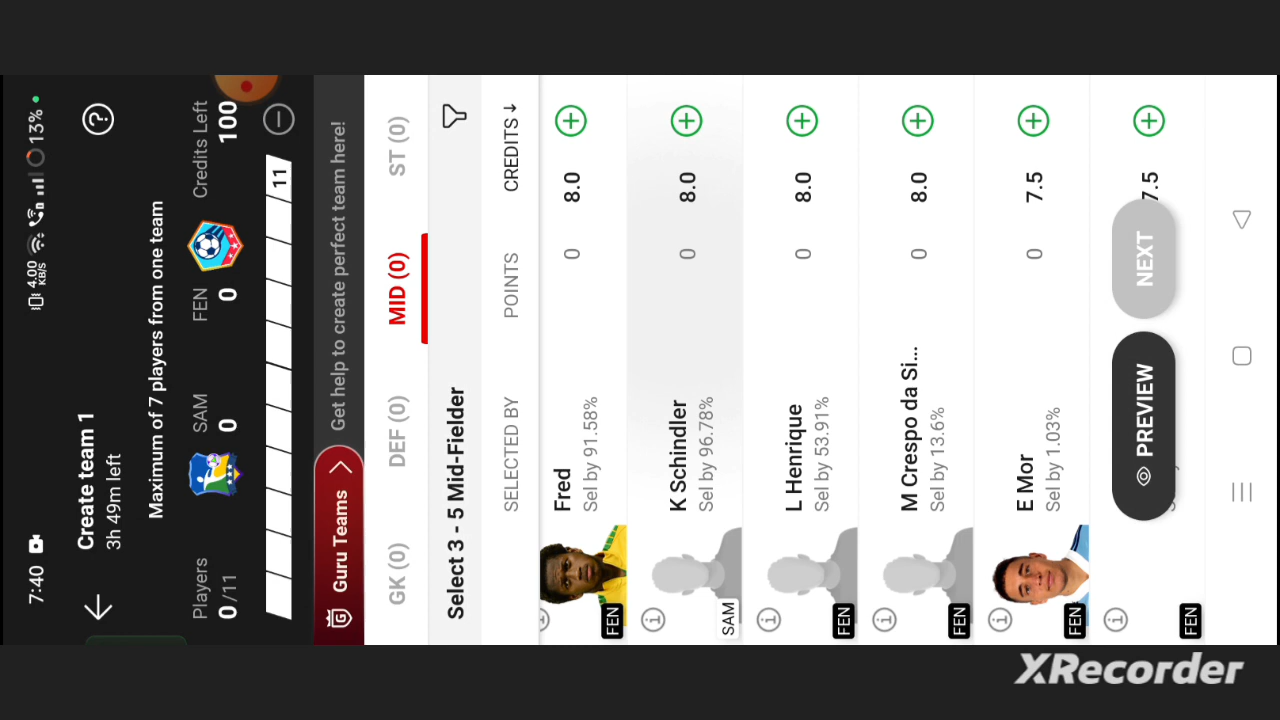 7:40
4.00 KB/S
13%
Create team 1
3h 49m left
Maximum of 7 players from one team
Players
0 /11
SAM
0
FEN
0
Credits Left
100
11
Guru Teams
Get help to create perfect team here!
GK (0)
DEF (0)
MID (0)
ST (0)
Select 3 - 5 Mid-Fielder
SELECTED BY
POINTS
CREDITS
FEN
Fred
Sel by 91.58%
0
8.0
SAM
K Schindler
Sel by 96.78%
0
8.0
FEN
L Henrique
Sel by 53.91%
0
8.0
FEN
M Crespo da Si...
Sel by 13.6%
0
8.0
FEN
E Mor
Sel by 1.03%
0
7.5
FEN
7.5
PREVIEW
NEXT
XRecorder